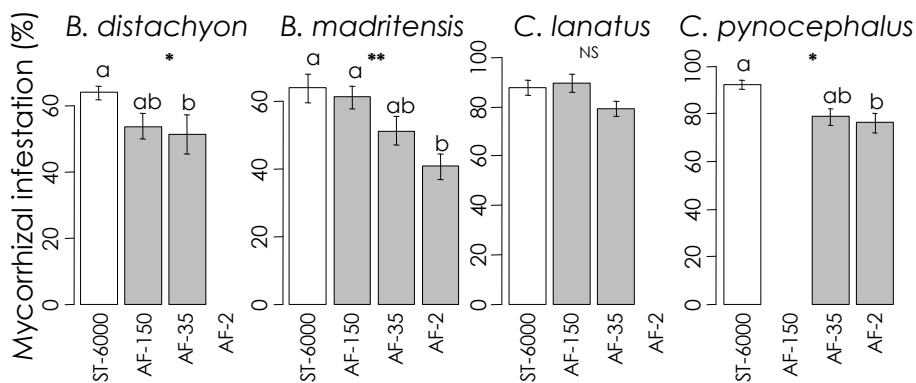 B. distachyon B. madritensis C. lanatus C. pynocephalus
* ** NS *
Mycorrhizal infestation (%)
0 20 40 60
a ab b
ST-6000 AF-150 AF-35 AF-2
0 20 40 60
a a ab b
ST-6000 AF-150 AF-35 AF-2
0 20 40 60 80 100
ST-6000 AF-150 AF-35 AF-2
0 20 40 60 80 100
a ab b
ST-6000 AF-150 AF-35 AF-2